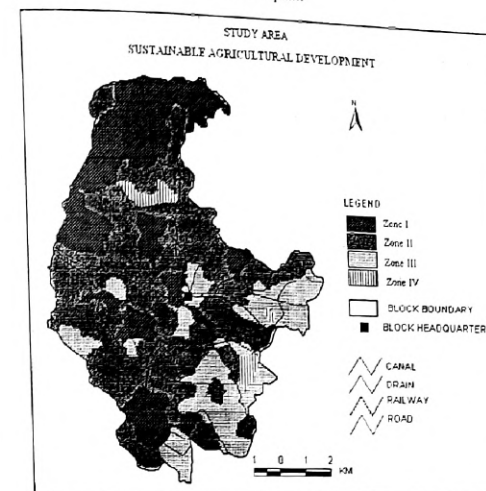 STUDY AREA
SUSTAINABLE AGRICULTURAL DEVELOPMENT
N
LEGEND
Zone I
Zone II
Zone III
Zone IV
BLOCK BOUNDARY
BLOCK HEADQUARTER
CANAL
DRAIN
RAILWAY
ROAD
1 0 1 2
KM